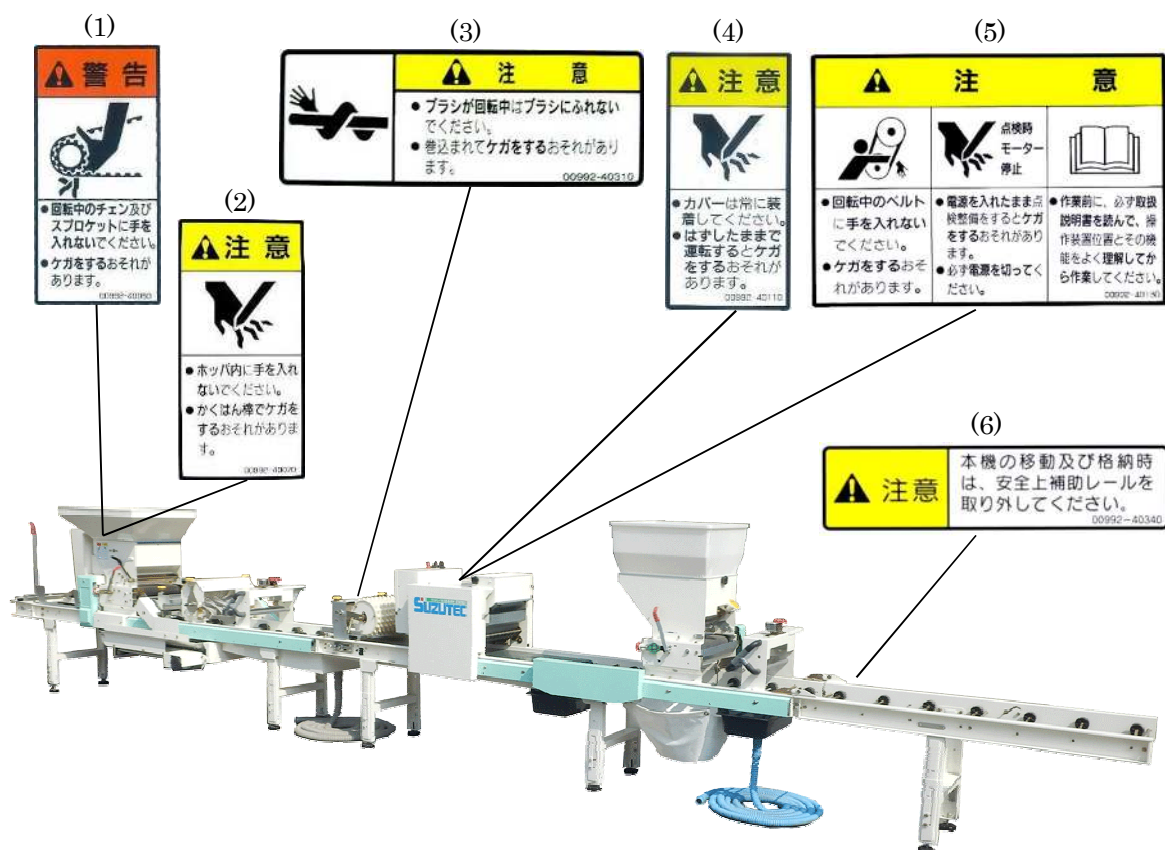 (1)
警告
● 回転中のチェン及び
スプロケットに手を
入れないでください。
● ケガをするおそれが
あります。
00992-40060
(2)
注意
● ホッパ内に手を入れ
ないでください。
● かくはん棒でケガを
するおそれがありま
す。
00992-40070
(3)
注意
● ブラシが回転中はブラシにふれない
でください。
● 巻込まれてケガをするおそれがあり
ます。
00992-40310
(4)
注意
● カバーは常に装
着してください。
● はずしたままで
運転するとケガ
をするおそれが
あります。
00992-40110
(5)
注意
点検時
モーター
停止
● 回転中のベルト
に手を入れない
でください。
● ケガをするおそ
れがあります。
● 電源を入れたまま点
検整備をするとケガ
をするおそれがあり
ます。
● 必ず電源を切ってく
ださい。
● 作業前に、必ず取扱
説明書を読んで、操
作装置位置とその機
能をよく理解してか
ら作業してください。
(6)
注意
本機の移動及び格納時
は、安全上補助レールを
取り外してください。
00992-40340
SUZUTEC